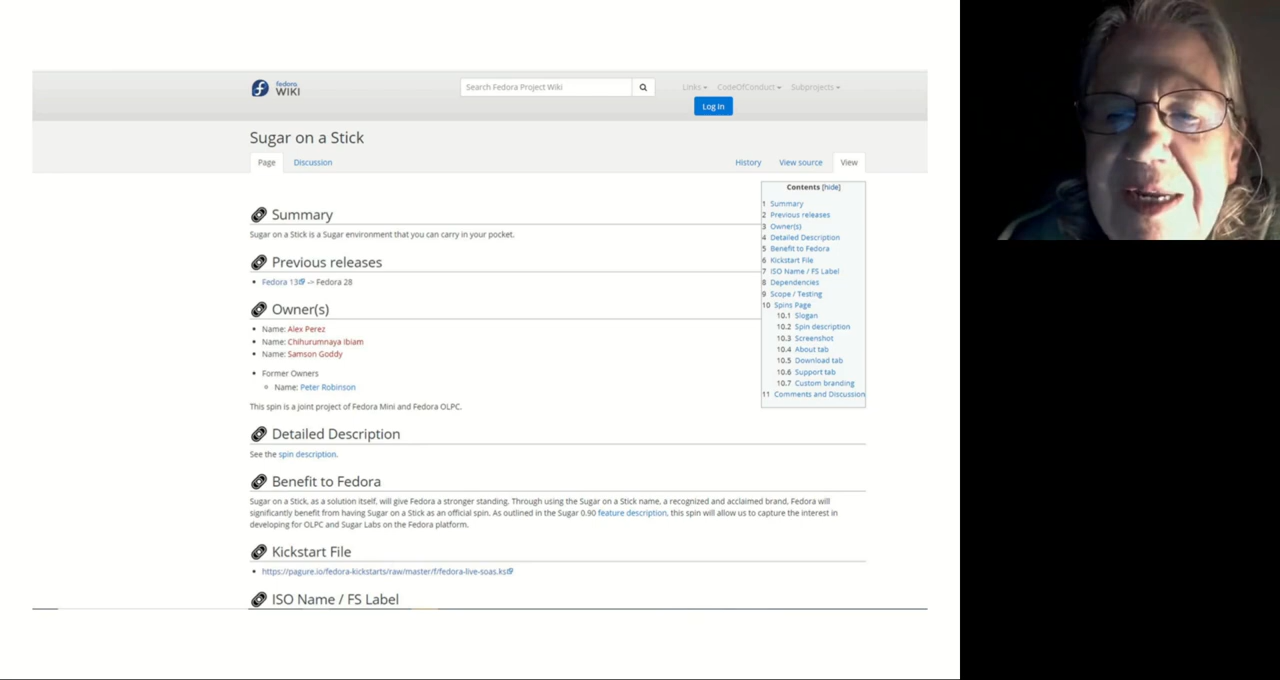 fedora
WIKI
Search Fedora Project Wiki
Links
CodeOfConduct
Subprojects
Log In
Sugar on a Stick
Page
Discussion
History
View source
View
Contents [hide]
1 Summary
2 Previous releases
3 Owner(s)
4 Detailed Description
5 Benefit to Fedora
6 Kickstart File
7 ISO Name / FS Label
8 Dependencies
9 Scope / Testing
10 Spins Page
10.1 Slogan
10.2 Spin description
10.3 Screenshot
10.4 About tab
10.5 Download tab
10.6 Support tab
10.7 Custom branding
11 Comments and Discussion
Summary
Sugar on a Stick is a Sugar environment that you can carry in your pocket.
Previous releases
Fedora 13 -> Fedora 28
Owner(s)
Name: Alex Perez
Name: Chihurumnaya Ibiam
Name: Samson Goddy
Former Owners
Name: Peter Robinson
This spin is a joint project of Fedora Mini and Fedora OLPC.
Detailed Description
See the spin description.
Benefit to Fedora
Sugar on a Stick, as a solution itself, will give Fedora a stronger standing. Through using the Sugar on a Stick name, a recognized and acclaimed brand, Fedora will
significantly benefit from having Sugar on a Stick as an official spin. As outlined in the Sugar 0.90 feature description, this spin will allow us to capture the interest in
developing for OLPC and Sugar Labs on the Fedora platform.
Kickstart File
https://pagure.io/fedora-kickstarts/raw/master/f/fedora-live-soas.ks
ISO Name / FS Label